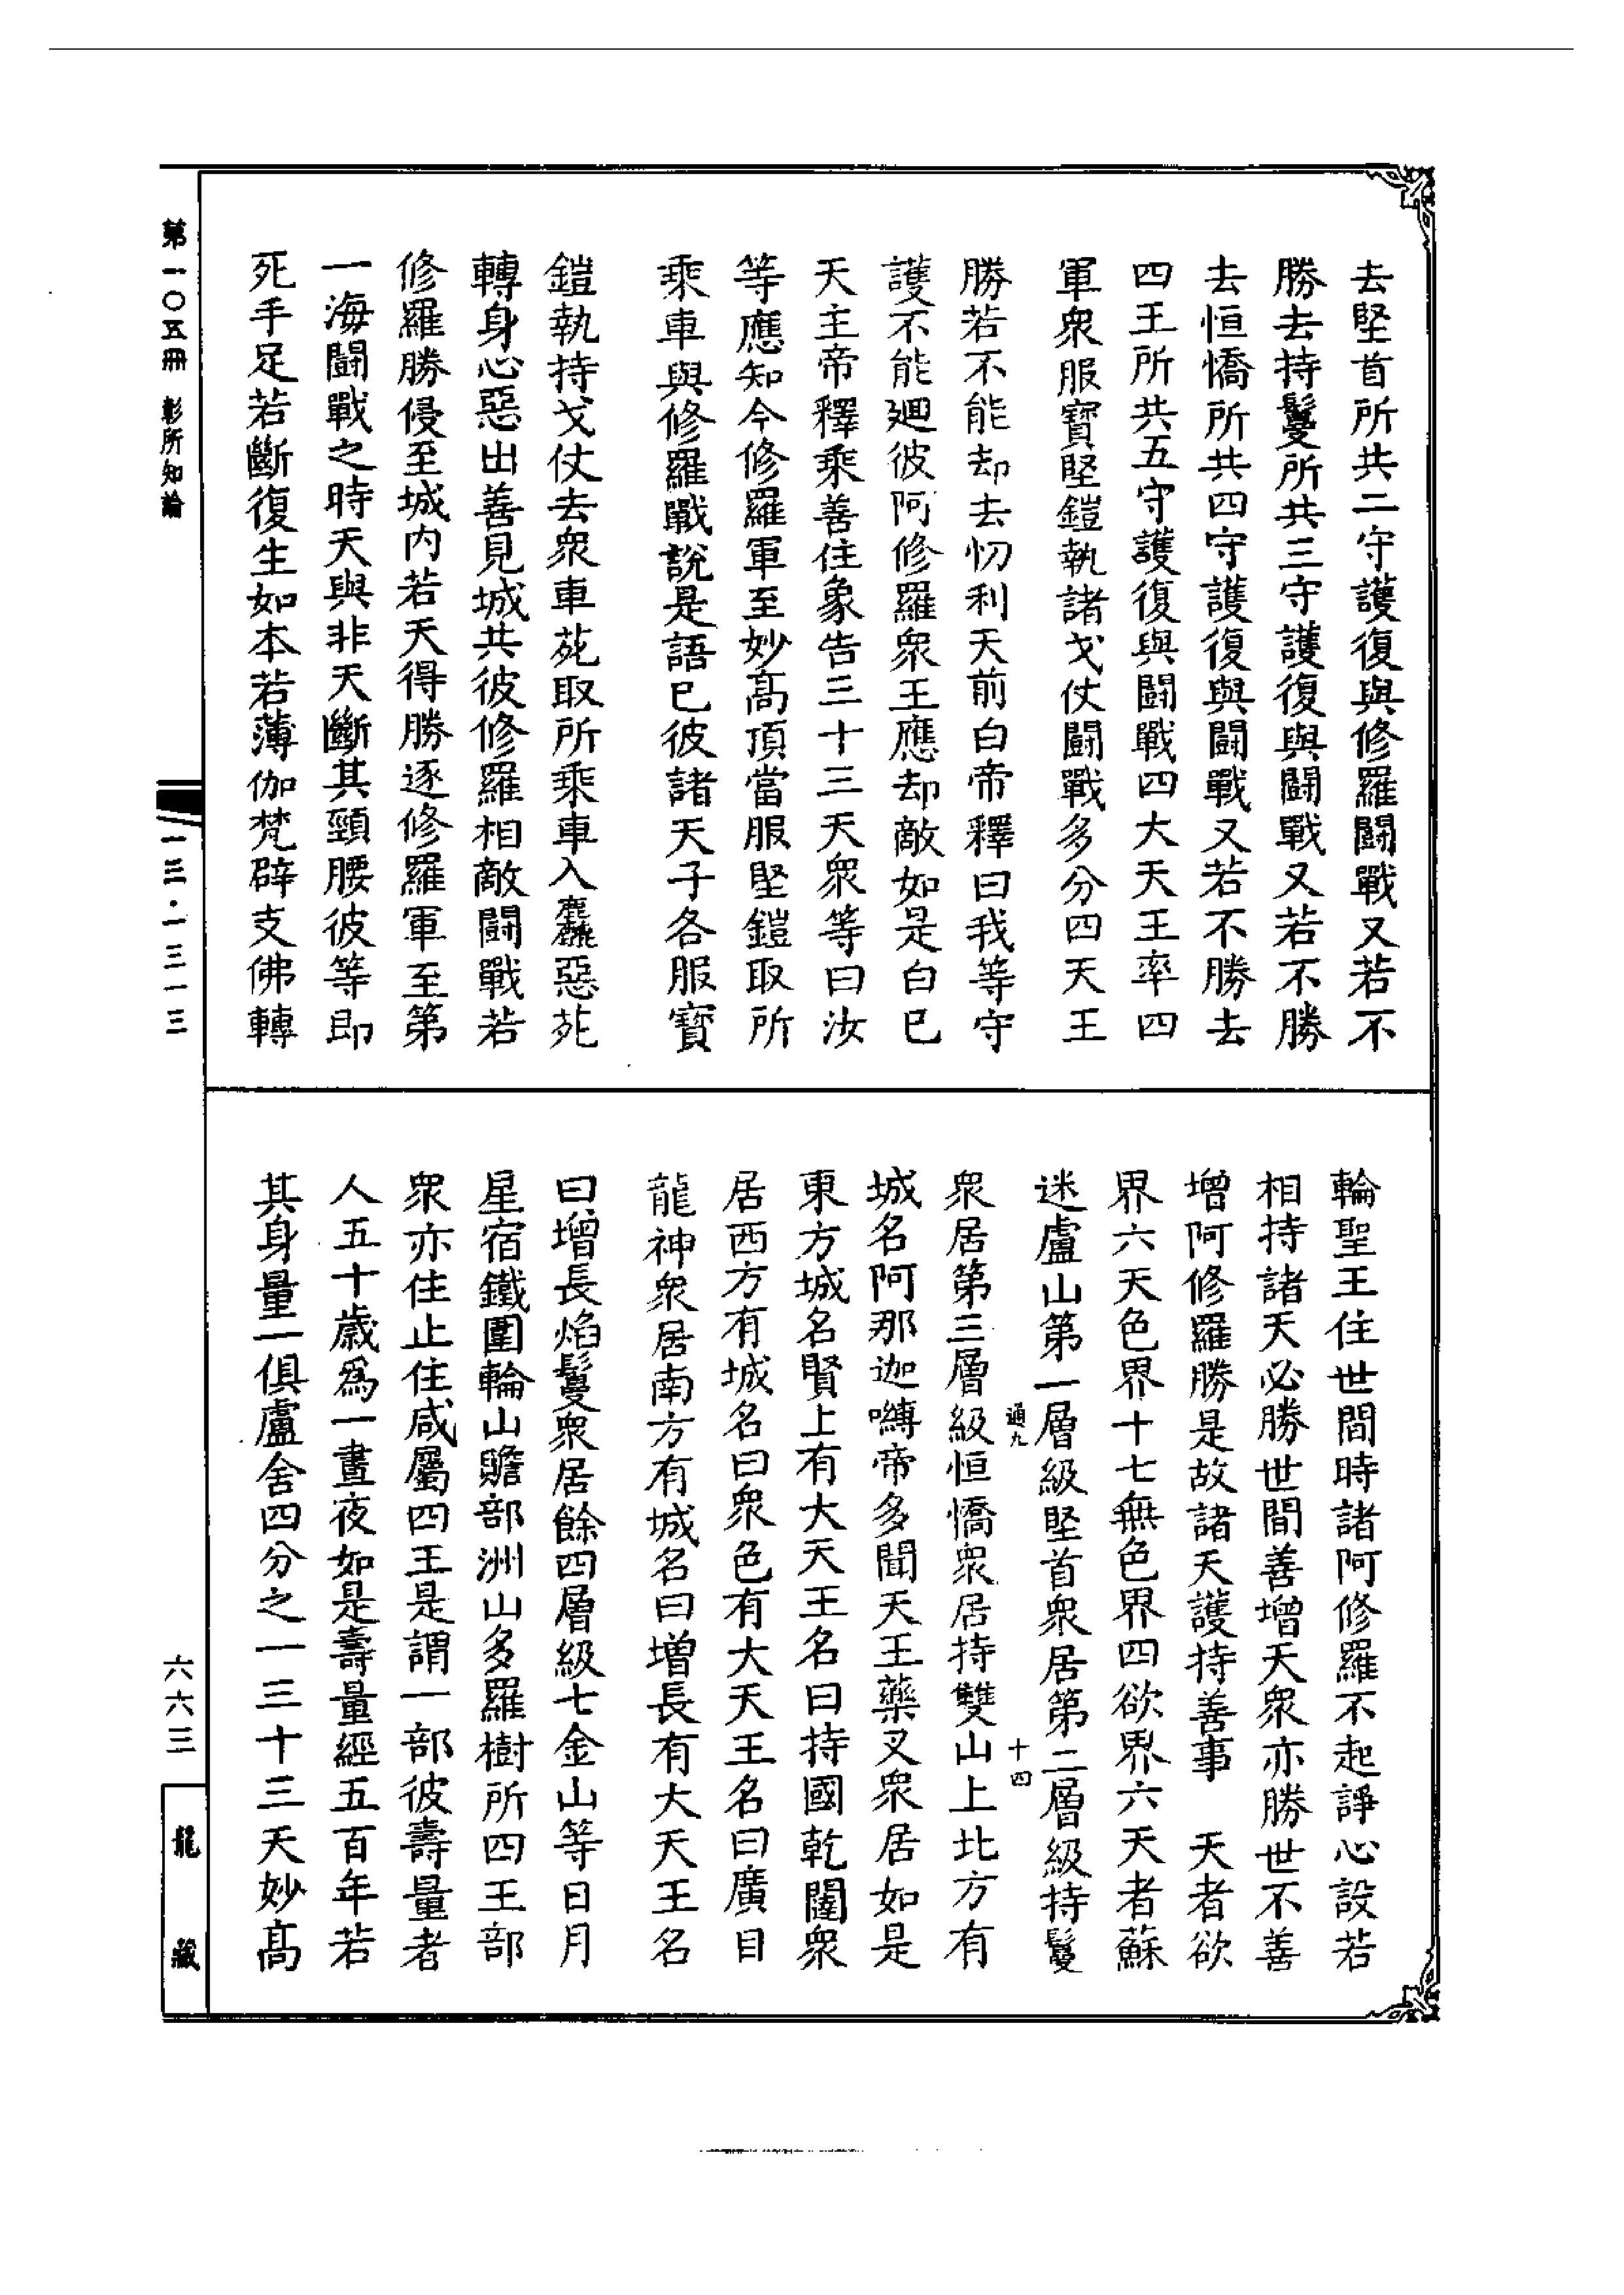 去堅首所共二守護復與修羅闘戰又若不
勝去持鬘所共三守護復與闘戰又若不勝
去恒憍所共四守護復與闘戰又若不勝去
四王所共五守護復與闘戰四大天王率四
軍衆服寶堅鎧執諸戈仗闘戰多分四天王
勝若不能却去忉利天前白帝釋曰我等守
護不能廻彼阿修羅衆王應却敵如是白已
天主帝釋乘善住象告三十三天衆等曰汝
等應知今修羅軍至妙高頂當服堅鎧取所
乘車與修羅戰說是語已彼諸天子各服寶
鎧執持戈仗去衆車苑取所乘車入麤惡苑
轉身心惡出善見城共彼修羅相敵闘戰若
修羅勝侵至城内若天得勝逐修羅軍至第
一海闘戰之時天與非天斷其頸腰彼等即
死手足若斷復生如本若薄伽梵辟支佛轉
輪聖王住世間時諸阿修羅不起諍心設若
相持諸天必勝世間善增天衆亦勝世不善
增阿修羅勝是故諸天護持善事　天者欲
界六天色界十七無色界四欲界六天者蘇
迷盧山第一層級堅首衆居第二層級持鬘
通九
十四
衆居第三層級恒憍衆居持雙山上北方有
城名阿那迦嚩帝多聞天王藥叉衆居如是
東方城名賢上有大天王名曰持國乾闥衆
居西方有城名曰衆色有大天王名曰廣目
龍神衆居南方有城名曰增長有大天王名
曰增長焰鬘衆居餘四層級七金山等日月
星宿鐵圍輪山贍部洲山多羅樹所四王部
衆亦住止住咸屬四王是謂一部彼壽量者
人五十歲爲一晝夜如是壽量經五百年若
其身量一俱盧舍四分之一三十三天妙高
第一〇五冊　彰所知論
一三·一三一三
六六三
龍藏